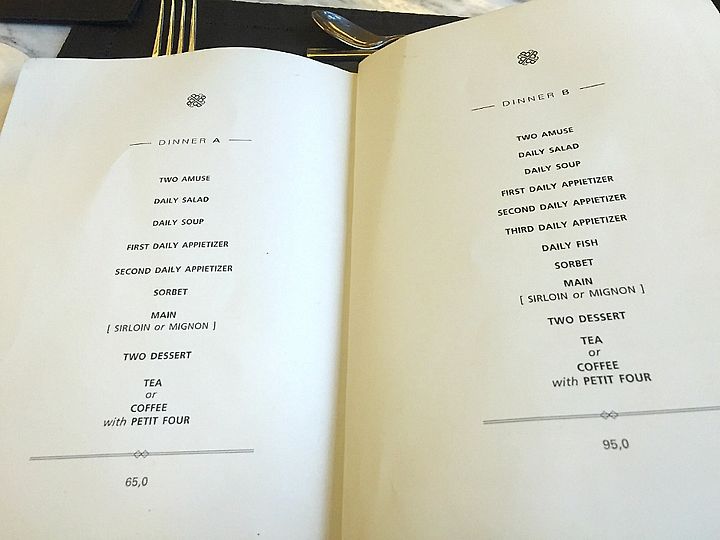 DINNER A
TWO AMUSE
DAILY SALAD
DAILY SOUP
FIRST DAILY APPIETIZER
SECOND DAILY APPIETIZER
SORBET
MAIN
[ SIRLOIN or MIGNON ]
TWO DESSERT
TEA
or
COFFEE
with PETIT FOUR
65,0
DINNER B
TWO AMUSE
DAILY SALAD
DAILY SOUP
FIRST DAILY APPIETIZER
SECOND DAILY APPIETIZER
THIRD DAILY APPIETIZER
DAILY FISH
SORBET
MAIN
[ SIRLOIN or MIGNON ]
TWO DESSERT
TEA
or
COFFEE
with PETIT FOUR
95,0